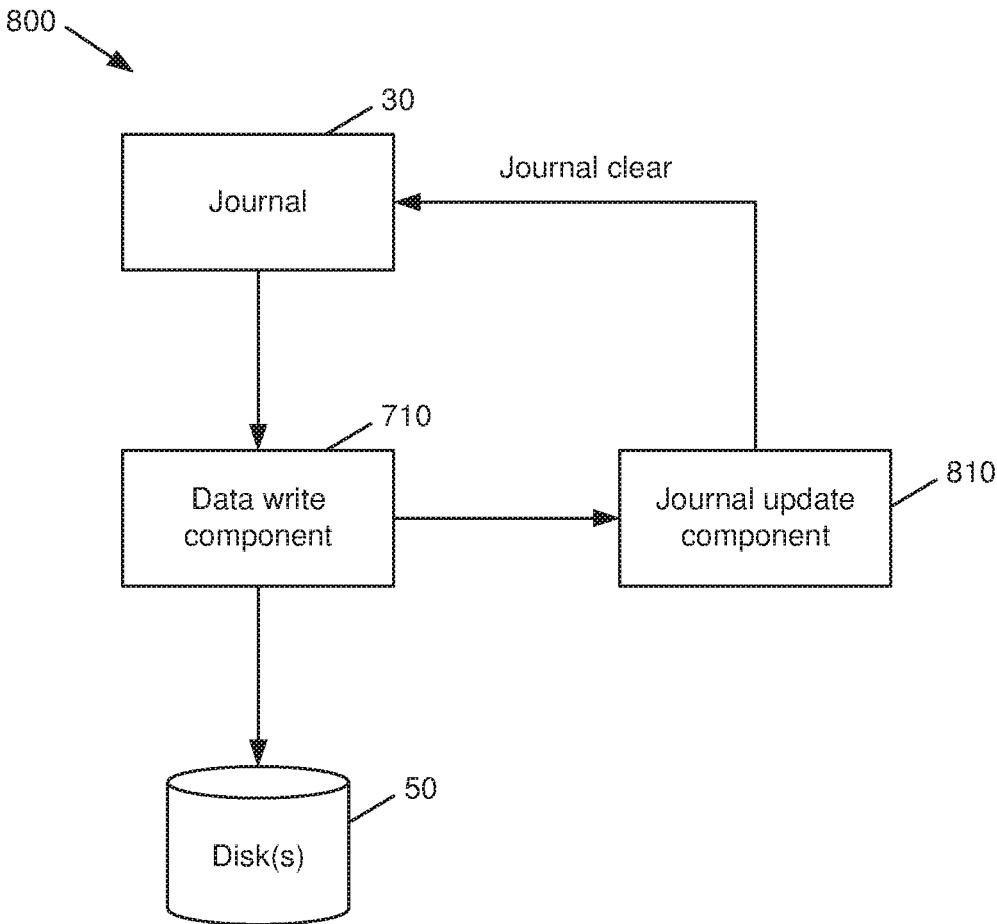 800
30
Journal
Journal clear
710
Data write
component
810
Journal update
component
50
Disk(s)